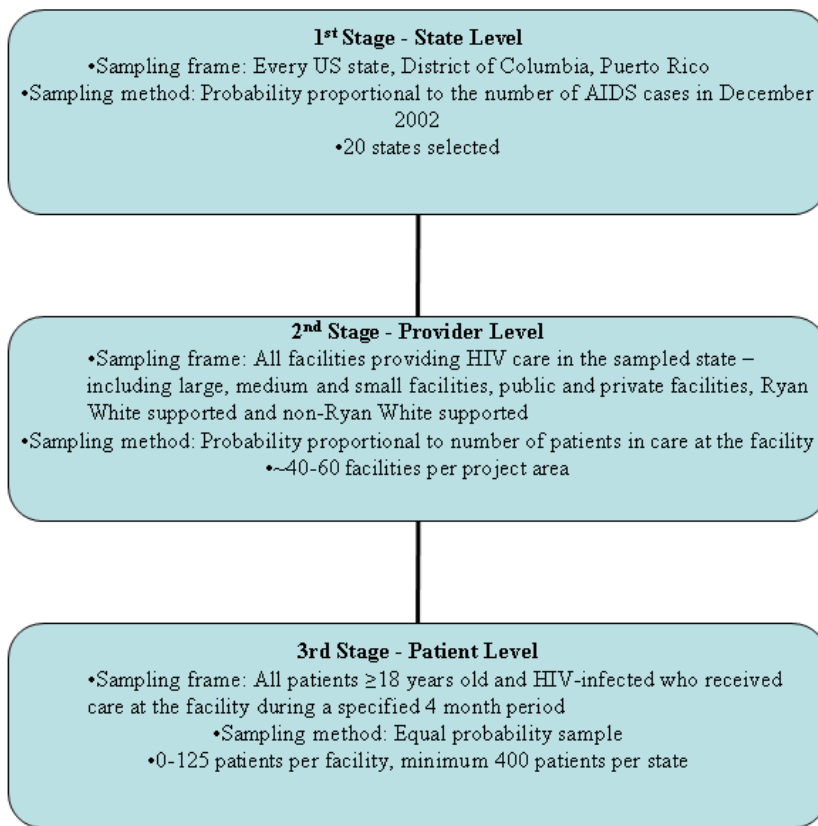 1st Stage - State Level
•Sampling frame: Every US state, District of Columbia, Puerto Rico
•Sampling method: Probability proportional to the number of AIDS cases in December
2002
•20 states selected
2nd Stage - Provider Level
•Sampling frame: All facilities providing HIV care in the sampled state –
including large, medium and small facilities, public and private facilities, Ryan
White supported and non-Ryan White supported
•Sampling method: Probability proportional to number of patients in care at the facility
•~40-60 facilities per project area
3rd Stage - Patient Level
•Sampling frame: All patients ≥18 years old and HIV-infected who received
care at the facility during a specified 4 month period
•Sampling method: Equal probability sample
•0-125 patients per facility, minimum 400 patients per state